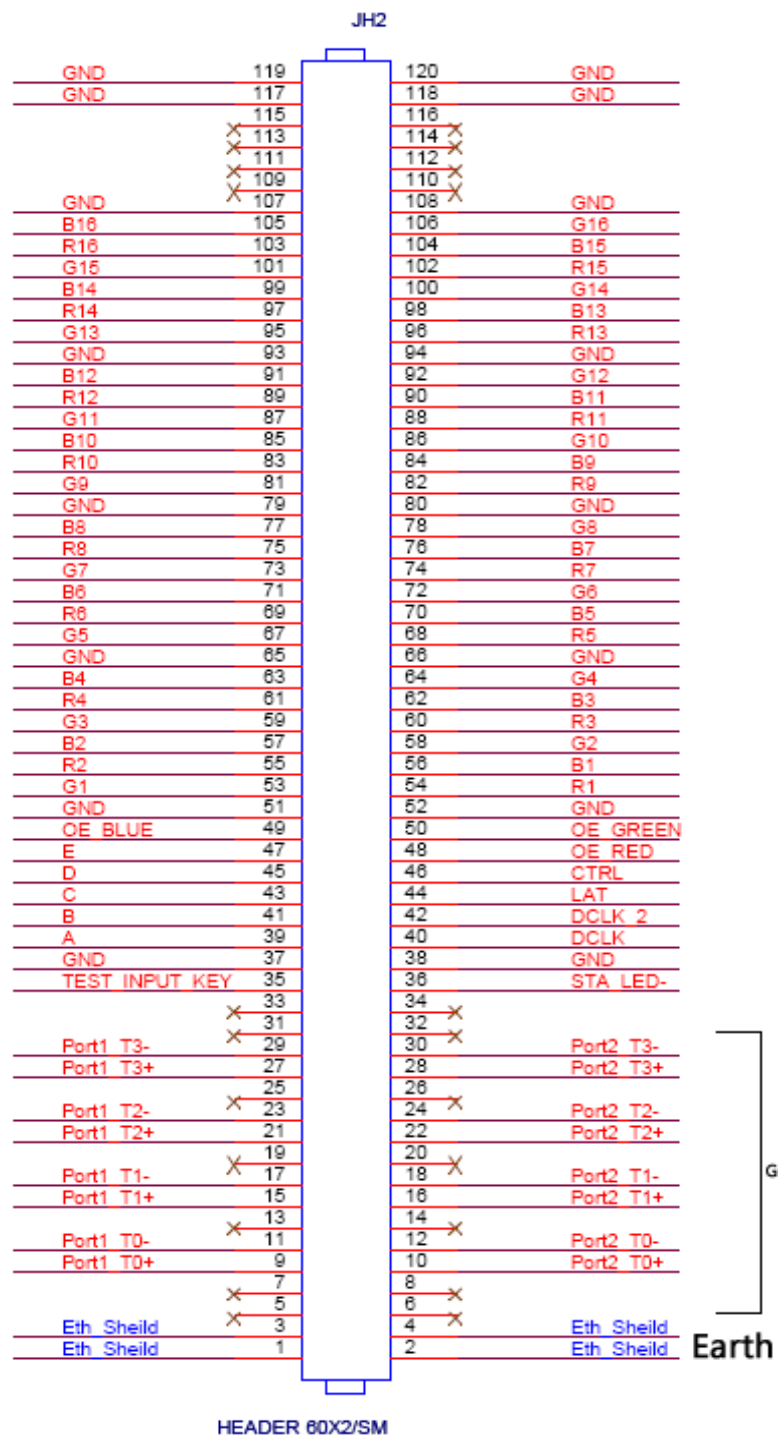 JH2
GND 119 120 GND
GND 117 118 GND
115 116
113 114
111 112
109 110
GND 107 108 GND
B16 105 106 G16
R16 103 104 B15
G15 101 102 R15
B14 99 100 G14
R14 97 98 B13
G13 95 96 R13
GND 93 94 GND
B12 91 92 G12
R12 89 90 B11
G11 87 88 R11
B10 85 86 G10
R10 83 84 B9
G9 81 82 R9
GND 79 80 GND
B8 77 78 G8
R8 75 76 B7
G7 73 74 R7
B6 71 72 G6
R6 69 70 B5
G5 67 68 R5
GND 65 66 GND
B4 63 64 G4
R4 61 62 B3
G3 59 60 R3
B2 57 58 G2
R2 55 56 B1
G1 53 54 R1
GND 51 52 GND
OE_BLUE 49 50 OE_GREEN
E 47 48 OE_RED
D 45 46 CTRL
C 43 44 LAT
B 41 42 DCLK_2
A 39 40 DCLK
GND 37 38 GND
TEST_INPUT_KEY 35 36 STA_LED-
33 34
31 32
Port1_T3- 29 30 Port2_T3-
Port1_T3+ 27 28 Port2_T3+
25 26
Port1_T2- 23 24 Port2_T2-
Port1_T2+ 21 22 Port2_T2+
19 20
Port1_T1- 17 18 Port2_T1-
G
Port1_T1+ 15 16 Port2_T1+
13 14
Port1_T0- 11 12 Port2_T0-
Port1_T0+ 9 10 Port2_T0+
7 8
5 6
Eth_Sheild 3 4 Eth_Sheild
Eth_Sheild 1 2 Eth_Sheild Earth
HEADER 60X2/SM